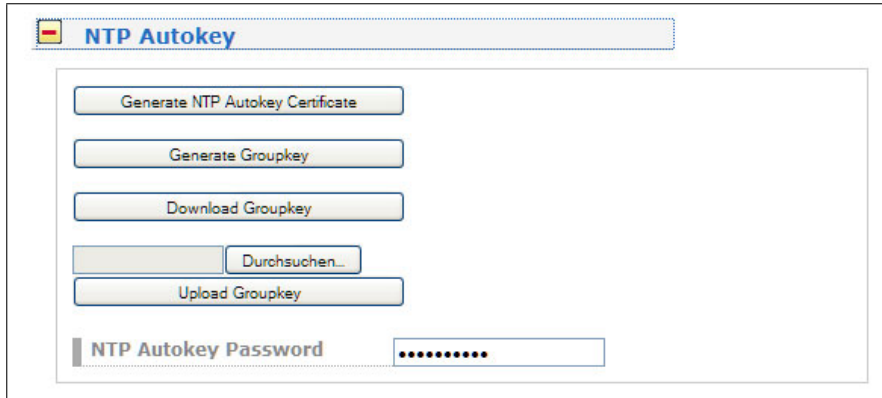 NTP Autokey
Generate NTP Autokey Certificate
Generate Groupkey
Download Groupkey
Durchsuchen...
Upload Groupkey
NTP Autokey Password ••••••••••